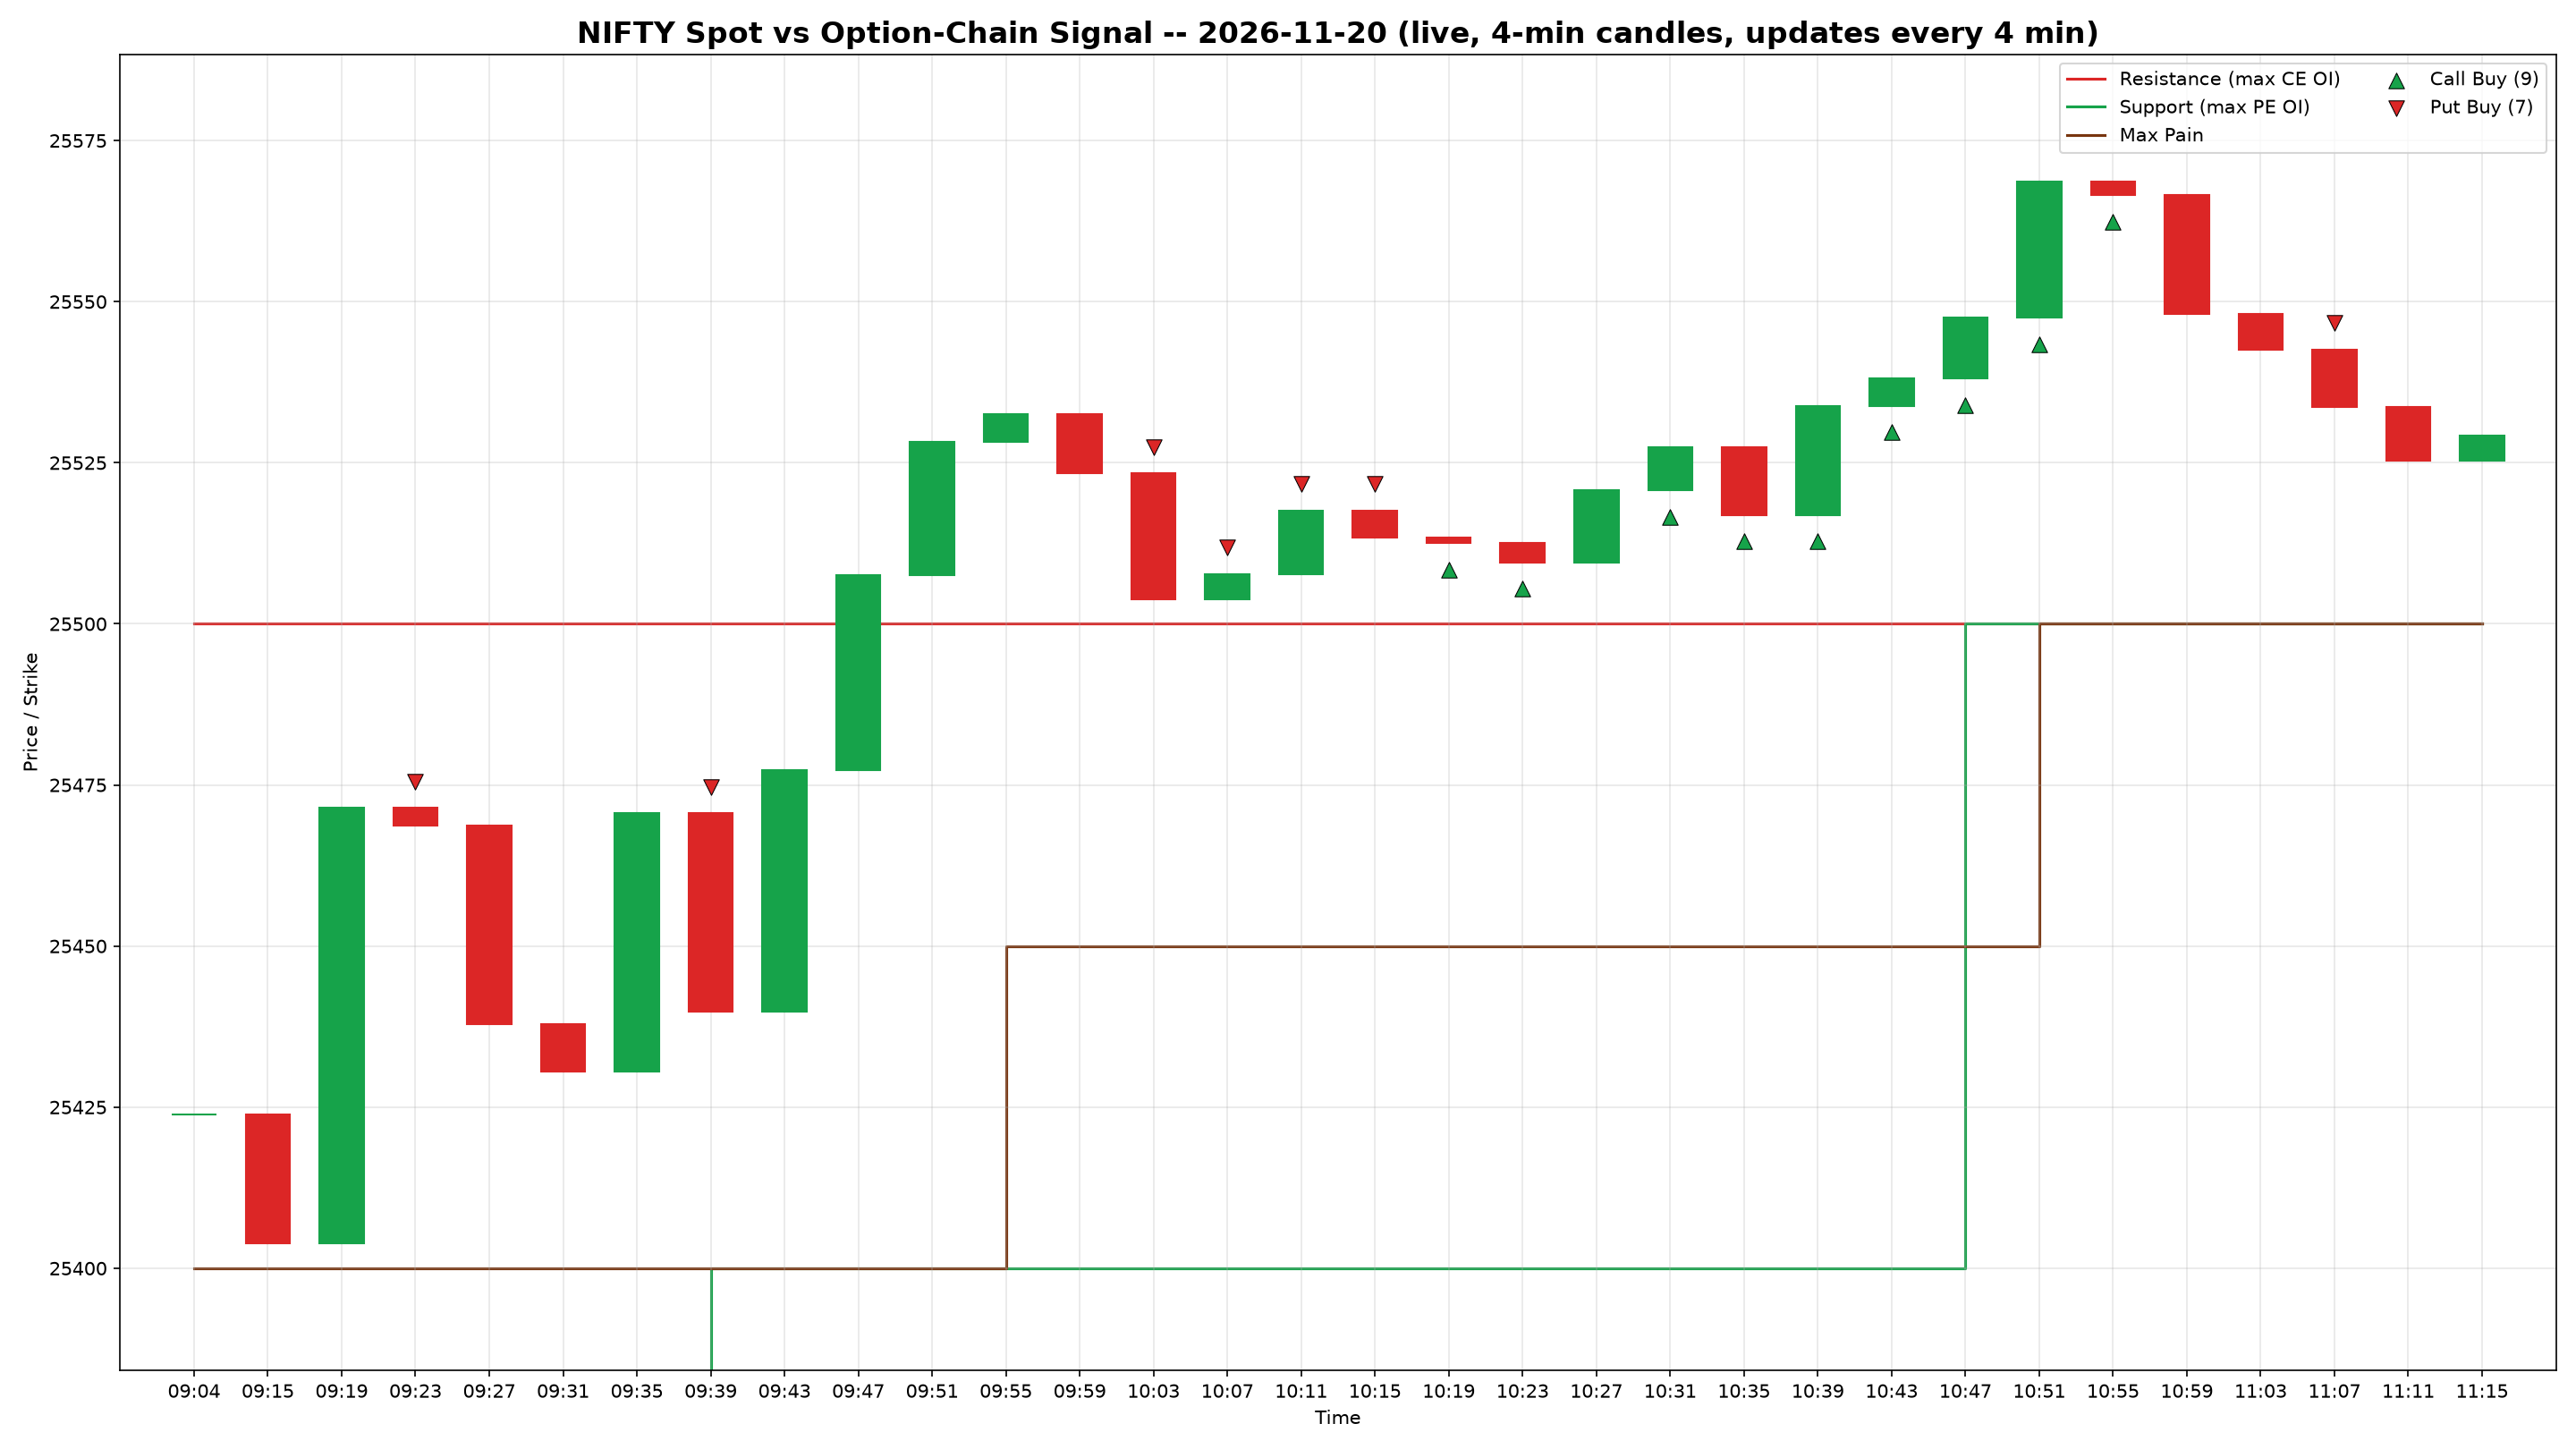 NIFTY Spot vs Option-Chain Signal -- 2026-11-20 (live, 4-min candles, updates every 4 min)
Resistance (max CE OI)
Support (max PE OI)
Max Pain
Call Buy (9)
Put Buy (7)
Price / Strike
25575
25550
25525
25500
25475
25450
25425
25400
09:04 09:15 09:19 09:23 09:27 09:31 09:35 09:39 09:43 09:47 09:51 09:55 09:59 10:03 10:07 10:11 10:15 10:19 10:23 10:27 10:31 10:35 10:39 10:43 10:47 10:51 10:55 10:59 11:03 11:07 11:11 11:15
Time